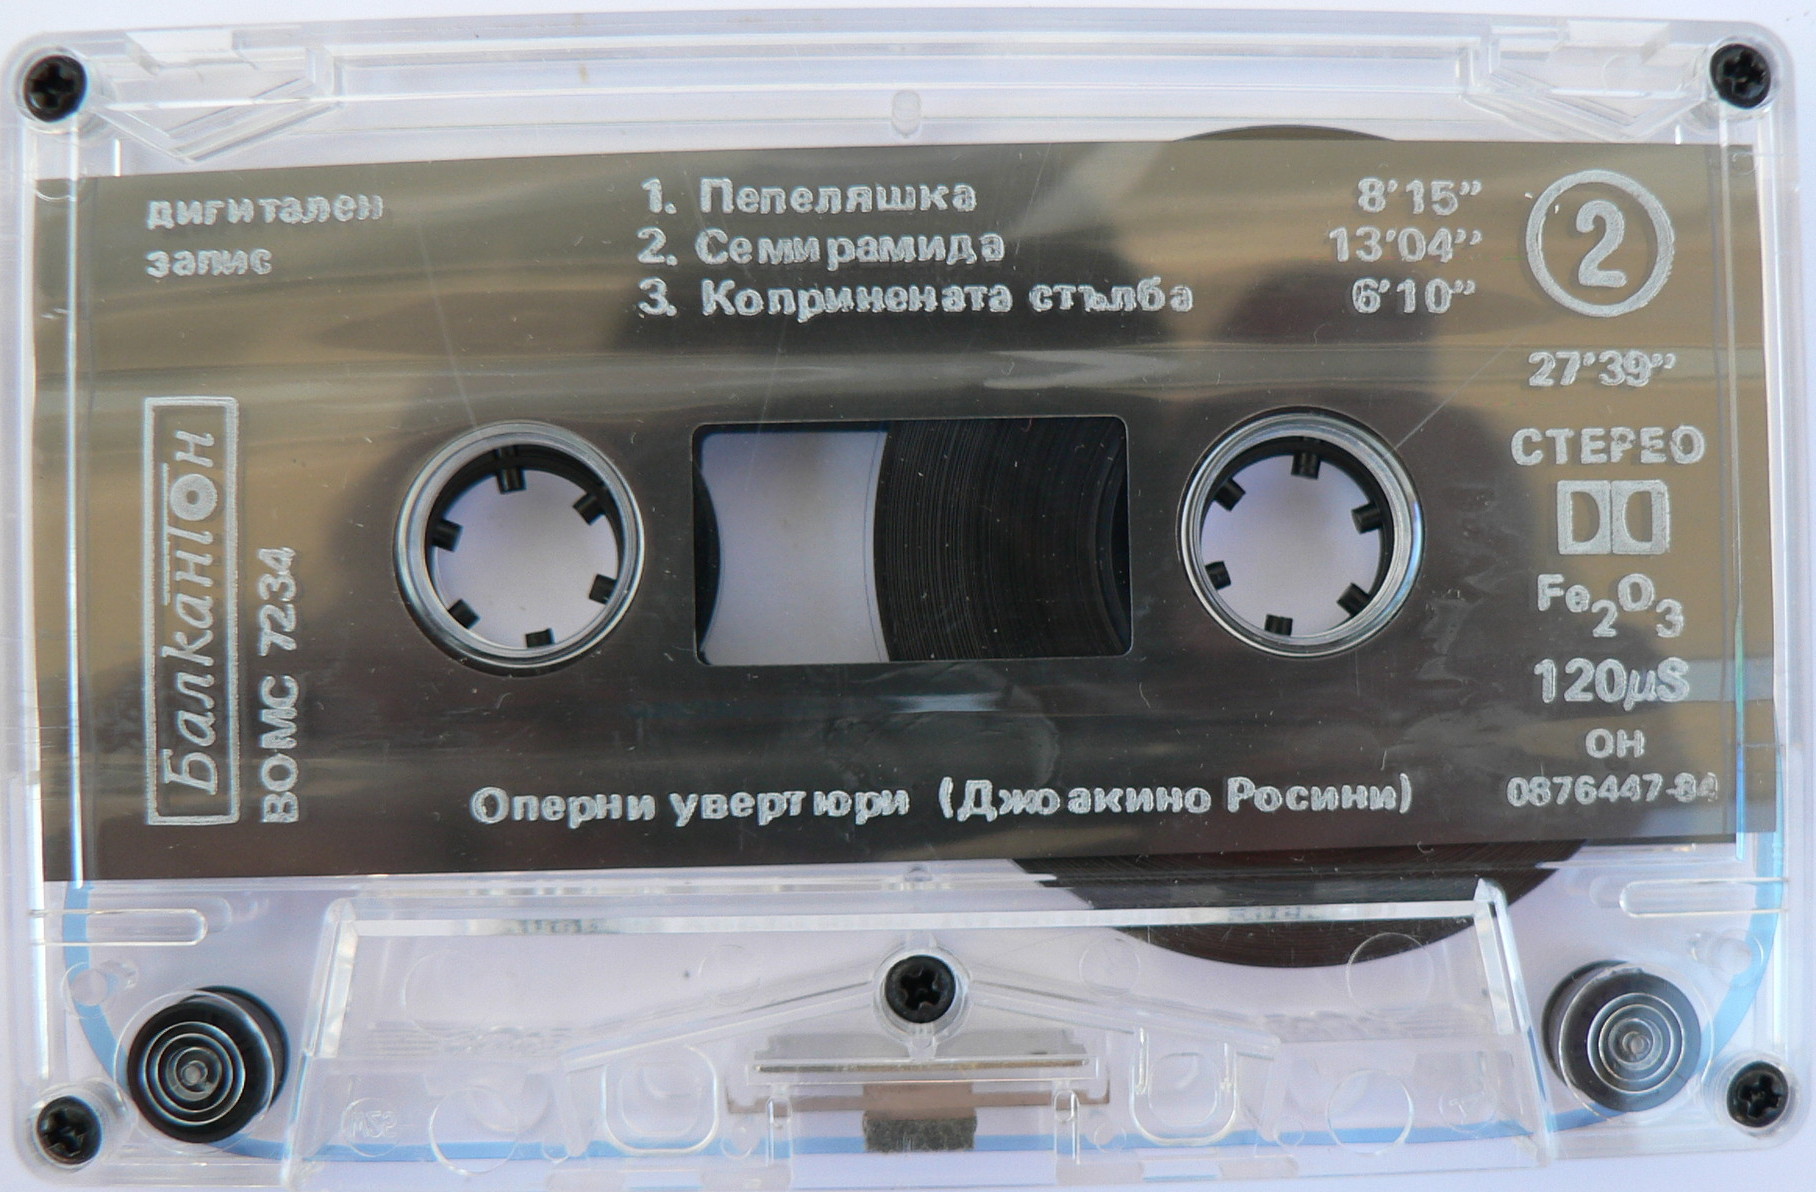 дигитален
запис
1. Пепеляшка 8'15"
2. Семирамида 13'04"
3. Копринената стълба 6'10"
2
27'39"
СТЕРЕО
Fe2O3
120μS
ОН
0876447-84
Балкантон
ВОМС 7234
Оперни увертюри (Джоакино Росини)